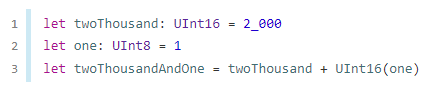 1 let twoThousand: UInt16 = 2_000
2 let one: UInt8 = 1
3 let twoThousandAndOne = twoThousand + UInt16(one)